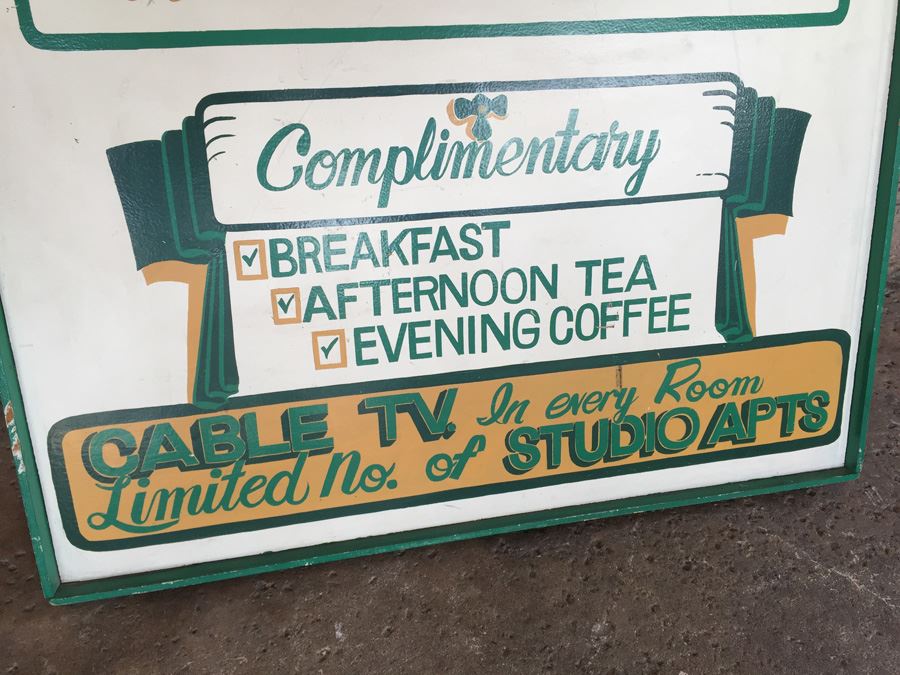 Complimentary
BREAKFAST
AFTERNOON TEA
EVENING COFFEE
CABLE TV. In every Room
Limited No. of STUDIO APTS